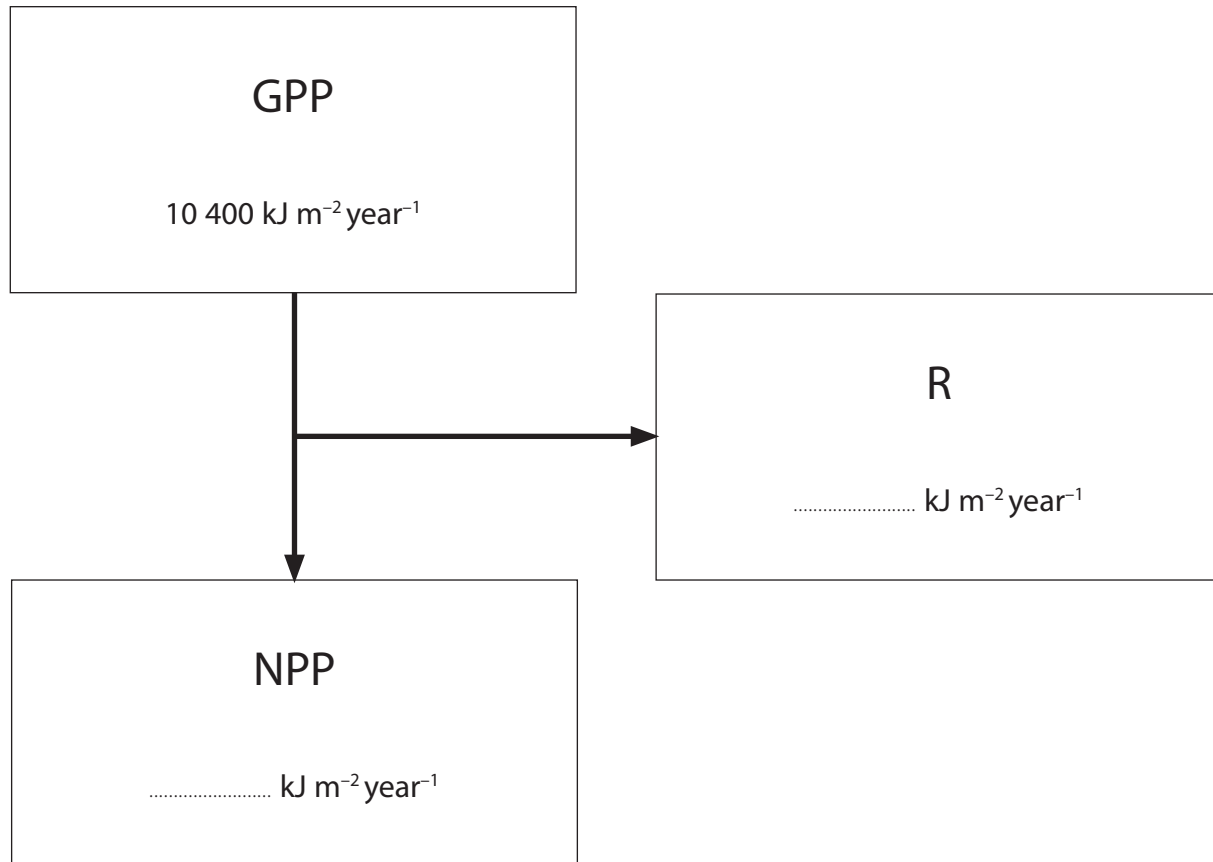 GPP
10 400 kJ m⁻² year⁻¹
R
........................ kJ m⁻² year⁻¹
NPP
........................ kJ m⁻² year⁻¹